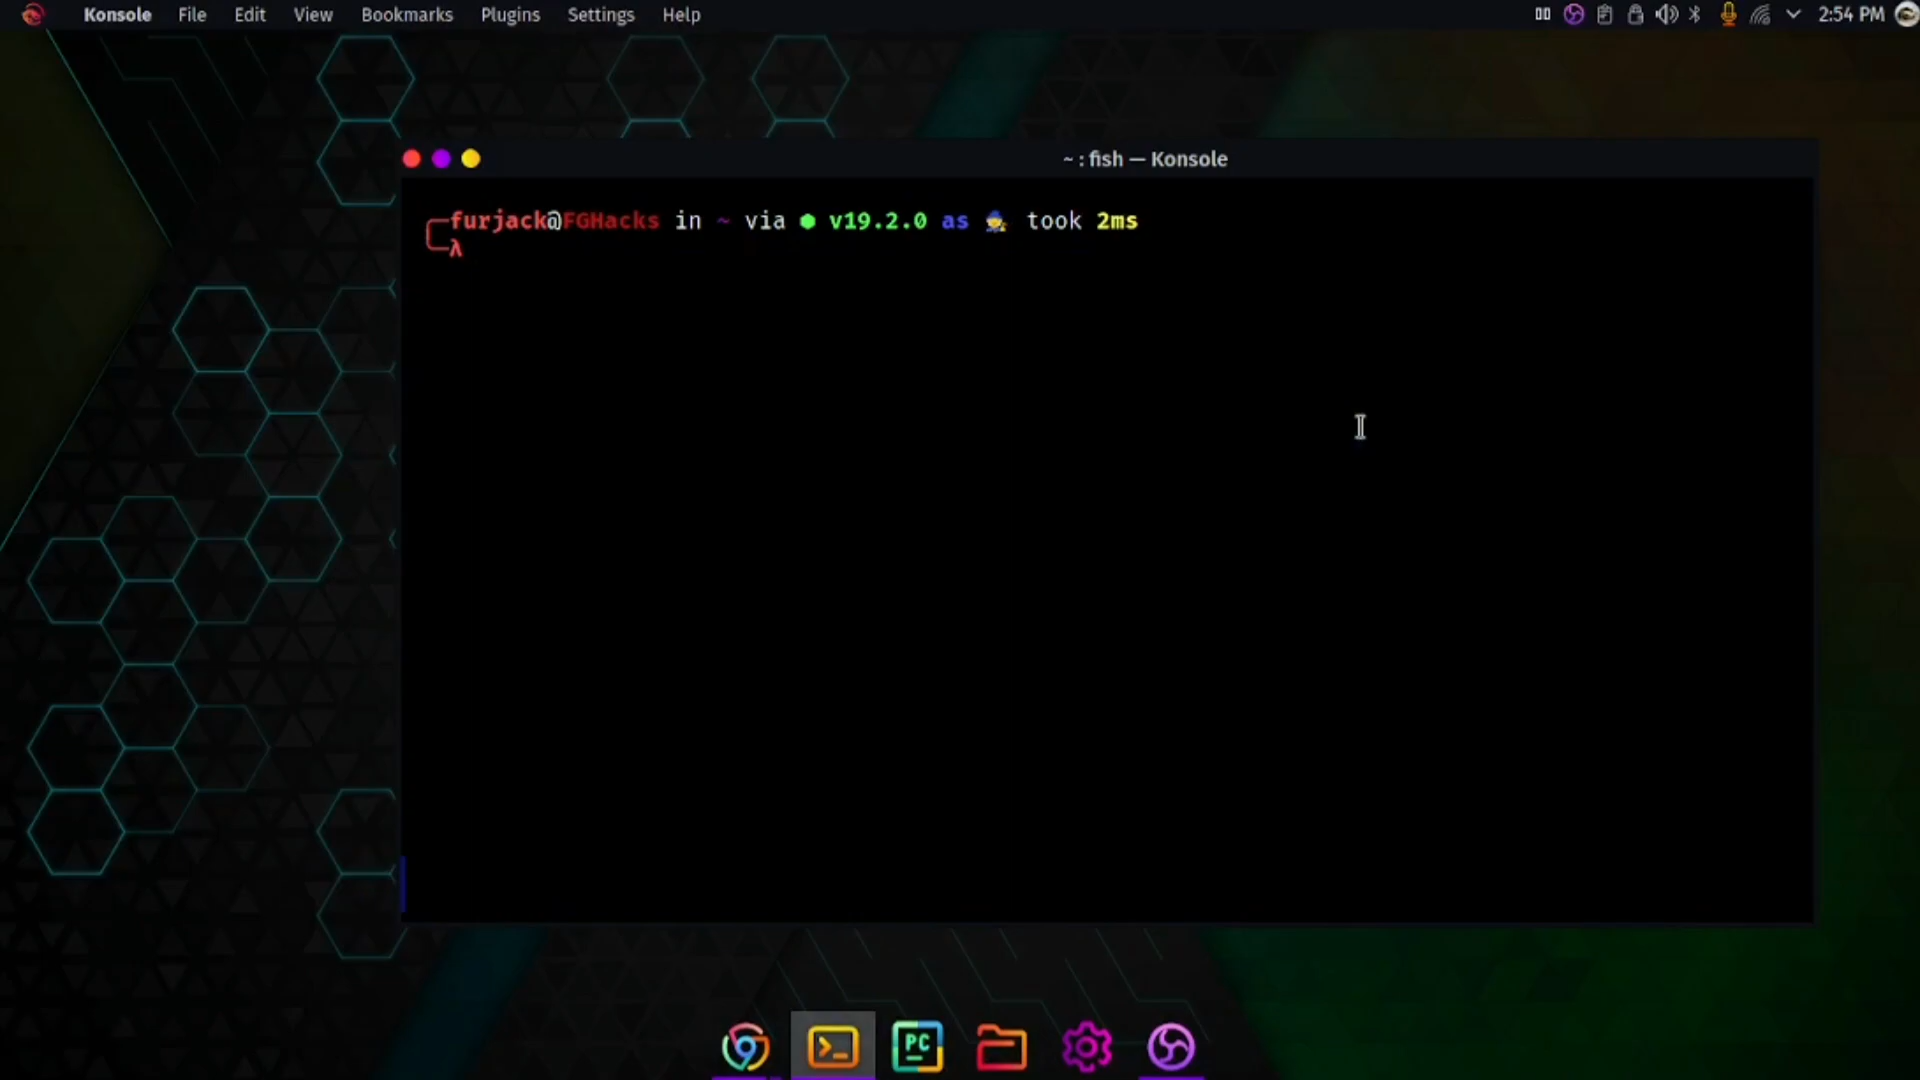 Konsole File Edit View Bookmarks Plugins Settings Help 2:54 PM
~ : fish — Konsole
furjack@FGHacks in ~ via ⬢ v19.2.0 as 🧙 took 2ms
λ
PC